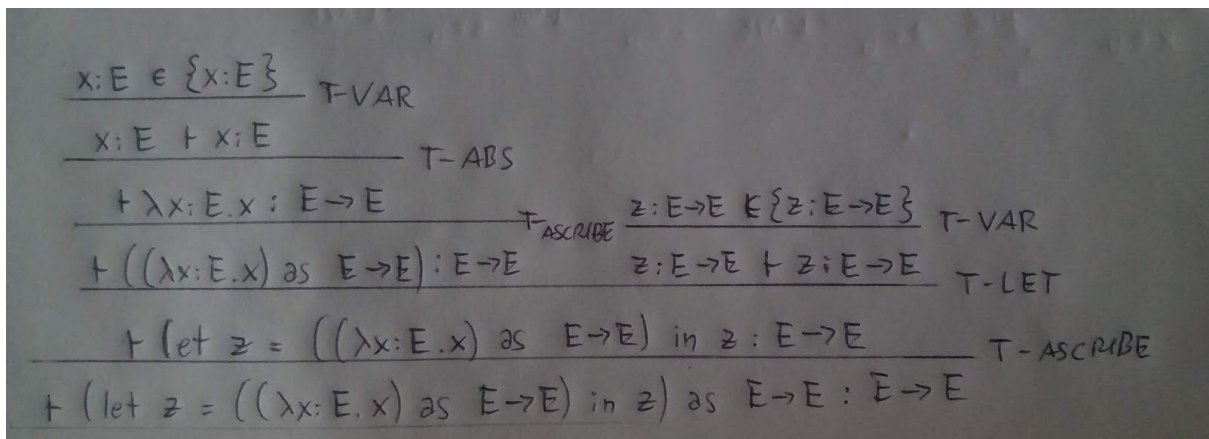 x:E ∈ {x:E} T-VAR
x:E ⊢ x:E T-ABS
⊢ λx:E.x : E→E T-ASCRIBE z:E→E ∈ {z:E→E} T-VAR
⊢ ((λx:E.x) as E→E) : E→E z:E→E ⊢ z:E→E T-LET
⊢ let z = ((λx:E.x) as E→E) in z : E→E T-ASCRIBE
⊢ (let z = ((λx:E.x) as E→E) in z) as E→E : E→E